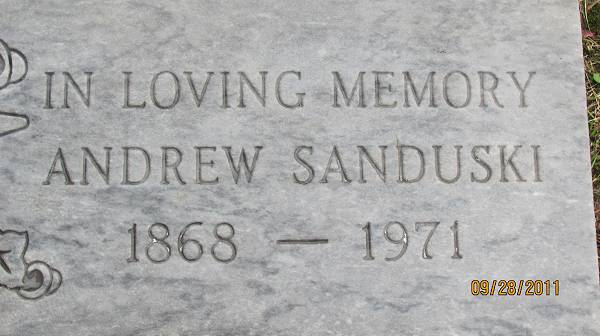 IN LOVING MEMORY
ANDREW SANDUSKI
1868 — 1971
09/28/2011